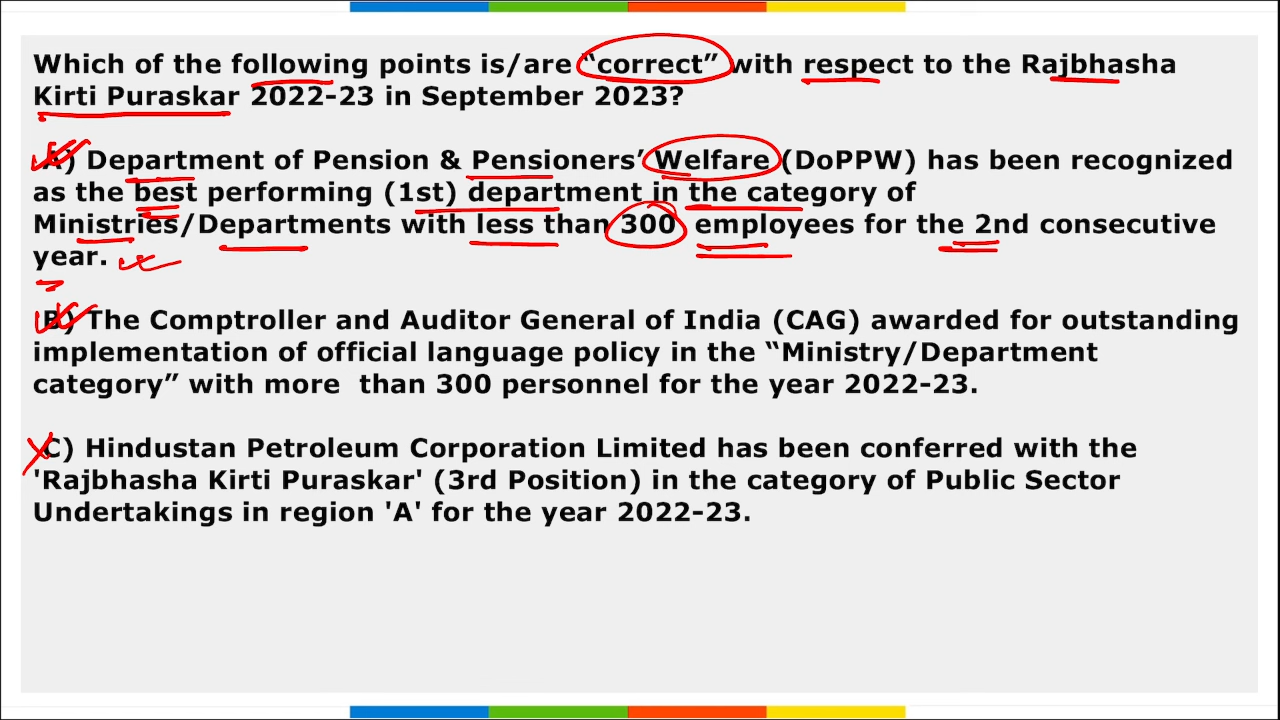 Which of the following points is/are “correct” with respect to the Rajbhasha
Kirti Puraskar 2022-23 in September 2023?
A) Department of Pension & Pensioners’ Welfare (DoPPW) has been recognized
as the best performing (1st) department in the category of
Ministries/Departments with less than 300 employees for the 2nd consecutive
year.
B) The Comptroller and Auditor General of India (CAG) awarded for outstanding
implementation of official language policy in the “Ministry/Department
category” with more than 300 personnel for the year 2022-23.
C) Hindustan Petroleum Corporation Limited has been conferred with the
'Rajbhasha Kirti Puraskar' (3rd Position) in the category of Public Sector
Undertakings in region 'A' for the year 2022-23.